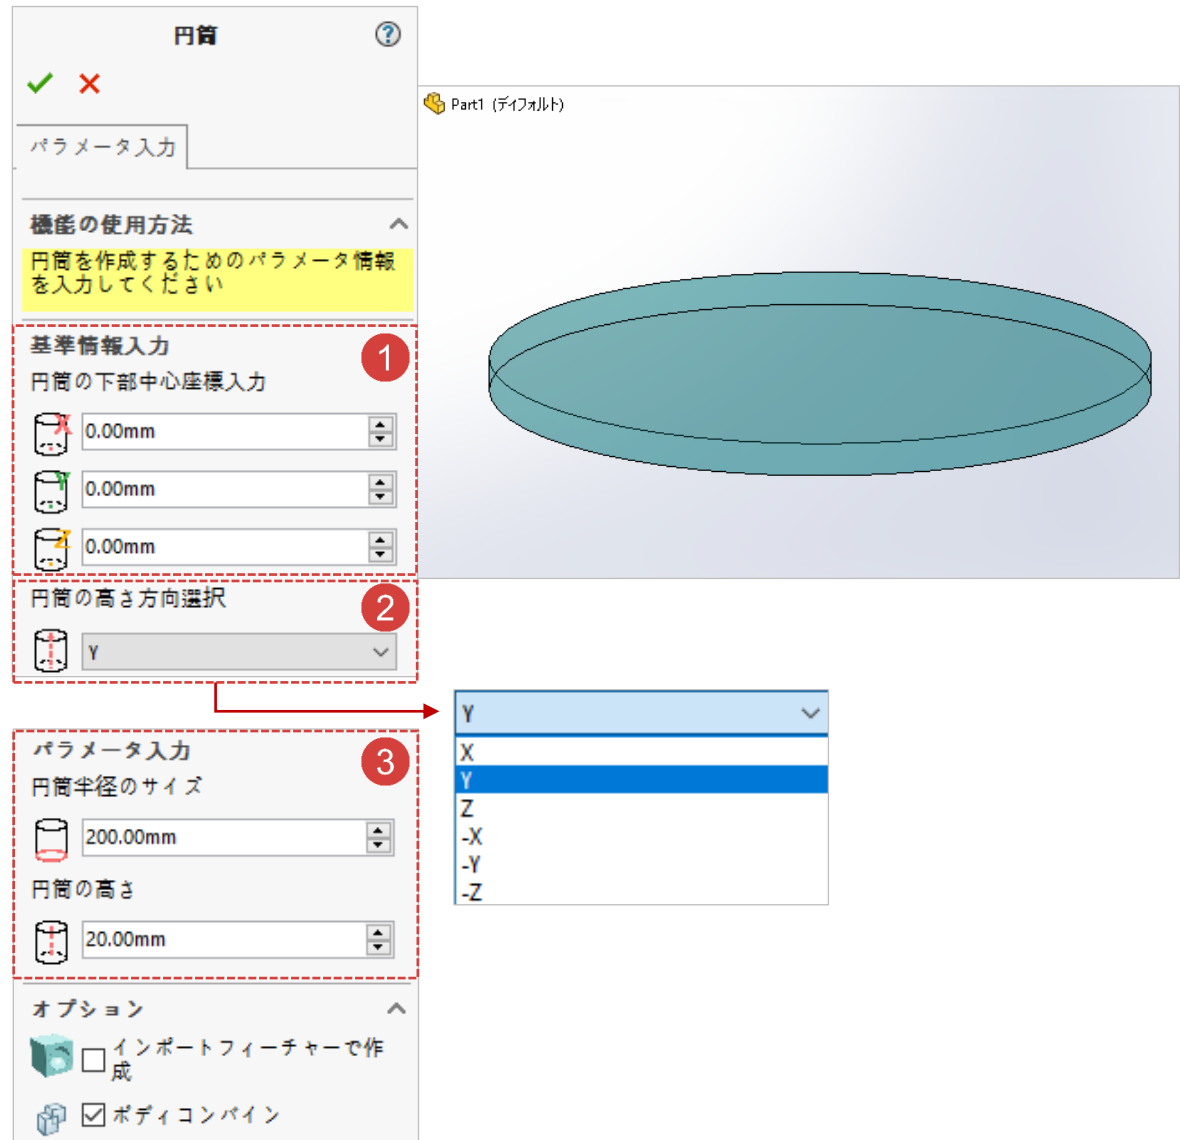 円筒
?
パラメータ入力
Part1 (ディフォルト)
機能の使用方法
円筒を作成するためのパラメータ情報
を入力してください
基準情報入力
1
円筒の下部中心座標入力
X
0.00mm
Y
0.00mm
Z
0.00mm
円筒の高さ方向選択
2
Y
Y
X
Y
Z
-X
-Y
-Z
パラメータ入力
3
円筒半径のサイズ
200.00mm
円筒の高さ
20.00mm
オプション
インポートフィーチャーで作
成
ボディコンバイン